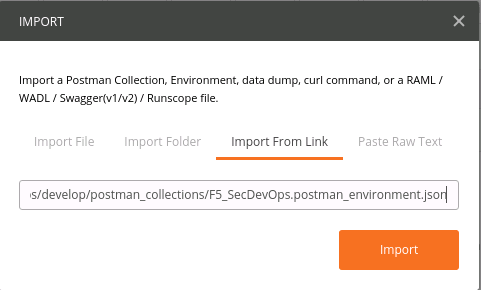 IMPORT
Import a Postman Collection, Environment, data dump, curl command, or a RAML /
WADL / Swagger(v1/v2) / Runscope file.
Import File Import Folder Import From Link Paste Raw Text
s/develop/postman_collections/F5_SecDevOps.postman_environment.json
Import